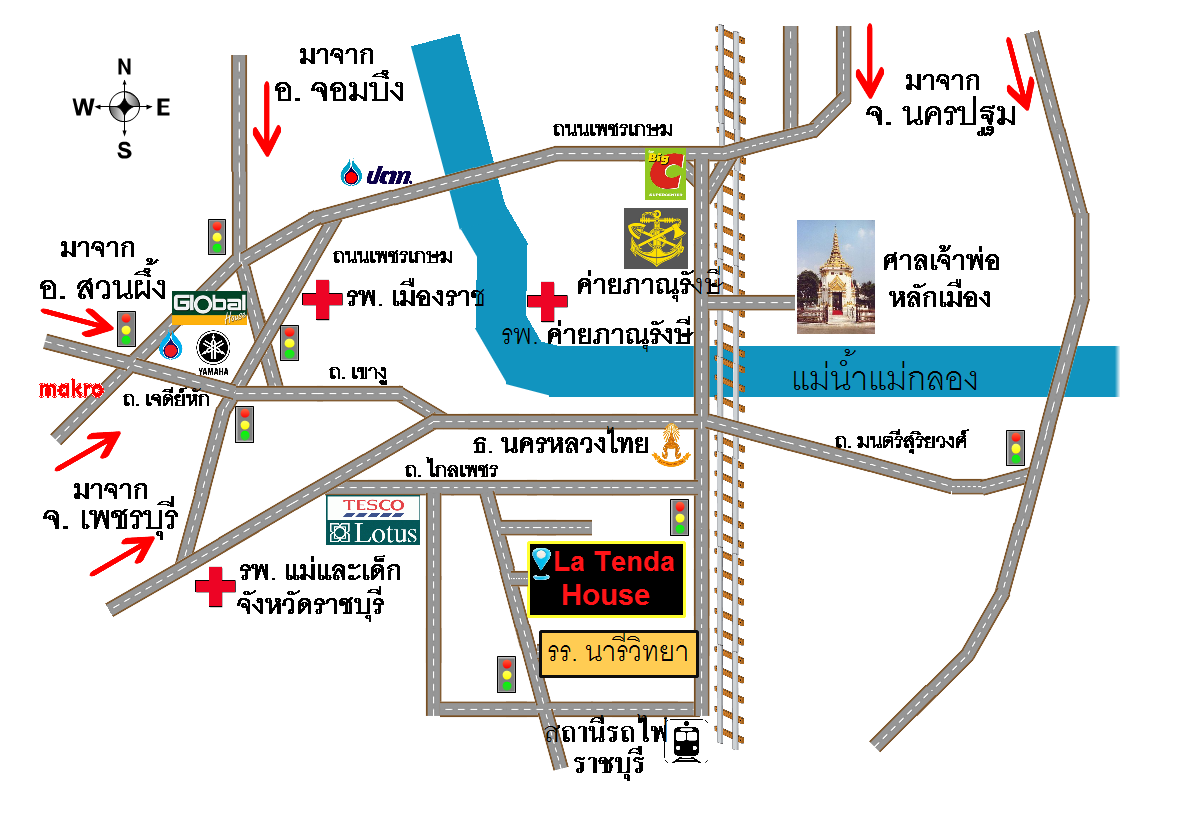 N
W E
S
มาจาก
อ. จอมบึง
ถนนเพชรเกษม
มาจาก
จ. นครปฐม
ปตท.
Big
C
SUPERCENTER
มาจาก
อ. สวนผึ้ง
ถนนเพชรเกษม
รพ. เมืองราช
ค่ายภาณุรังษี
รพ. ค่ายภาณุรังษี
ศาลเจ้าพ่อ
หลักเมือง
Global
House
YAMAHA
makro
ถ. เจดีย์หัก
ถ. เขางู
แม่น้ำแม่กลอง
ธ. นครหลวงไทย
ถ. มนตรีสุริยวงศ์
ถ. ไกลเพชร
มาจาก
จ. เพชรบุรี
TESCO
Lotus
La Tenda
House
รพ. แม่และเด็ก
จังหวัดราชบุรี
รร. นารีวิทยา
สถานีรถไฟ
ราชบุรี